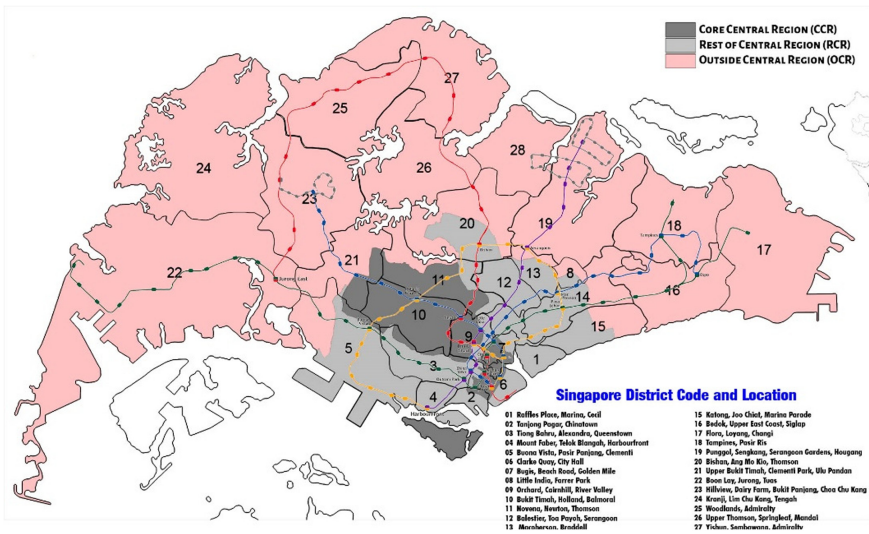 CORE CENTRAL REGION (CCR)
REST OF CENTRAL REGION (RCR)
OUTSIDE CENTRAL REGION (OCR)
27
25
28
24
26
23
20
19
18
17
21
22
11
12
13
8
14
16
10
15
9
7
5
3
1
6
4
2
Jurong East
Tampines
HarbourFront
Singapore District Code and Location
01 Raffles Place, Marina, Cecil
02 Tanjong Pagar, Chinatown
03 Tiong Bahru, Alexandra, Queenstown
04 Mount Faber, Telok Blangah, Harbourfront
05 Buona Vista, Pasir Panjang, Clementi
06 Clarke Quay, City Hall
07 Bugis, Beach Road, Golden Mile
08 Little India, Farrer Park
09 Orchard, Cairnhill, River Valley
10 Bukit Timah, Holland, Balmoral
11 Novena, Newton, Thomson
12 Balestier, Toa Payoh, Serangoon
13 Macpherson, Braddell
15 Katong, Joo Chiat, Marina Parade
16 Bedok, Upper East Coast, Siglap
17 Flora, Loyang, Changi
18 Tampines, Pasir Ris
19 Punggol, Sengkang, Serangoon Gardens, Hougang
20 Bishan, Ang Mo Kio, Thomson
21 Upper Bukit Timah, Clementi Park, Ulu Pandan
22 Boon Lay, Jurong, Tuas
23 Hillview, Dairy Farm, Bukit Panjang, Choa Chu Kang
24 Kranji, Lim Chu Kang, Tengah
25 Woodlands, Admiralty
26 Upper Thomson, Springleaf, Mandai
27 Yishun, Sembawang, Admiralty